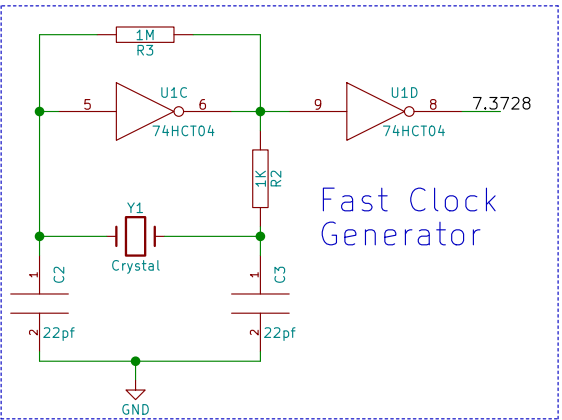 1M
R3
U1C
U1D
5
6
9
8
7.3728
74HCT04
74HCT04
1K
R2
Fast Clock
Generator
Y1
Crystal
1
C2
1
C3
2
22pf
2
22pf
GND